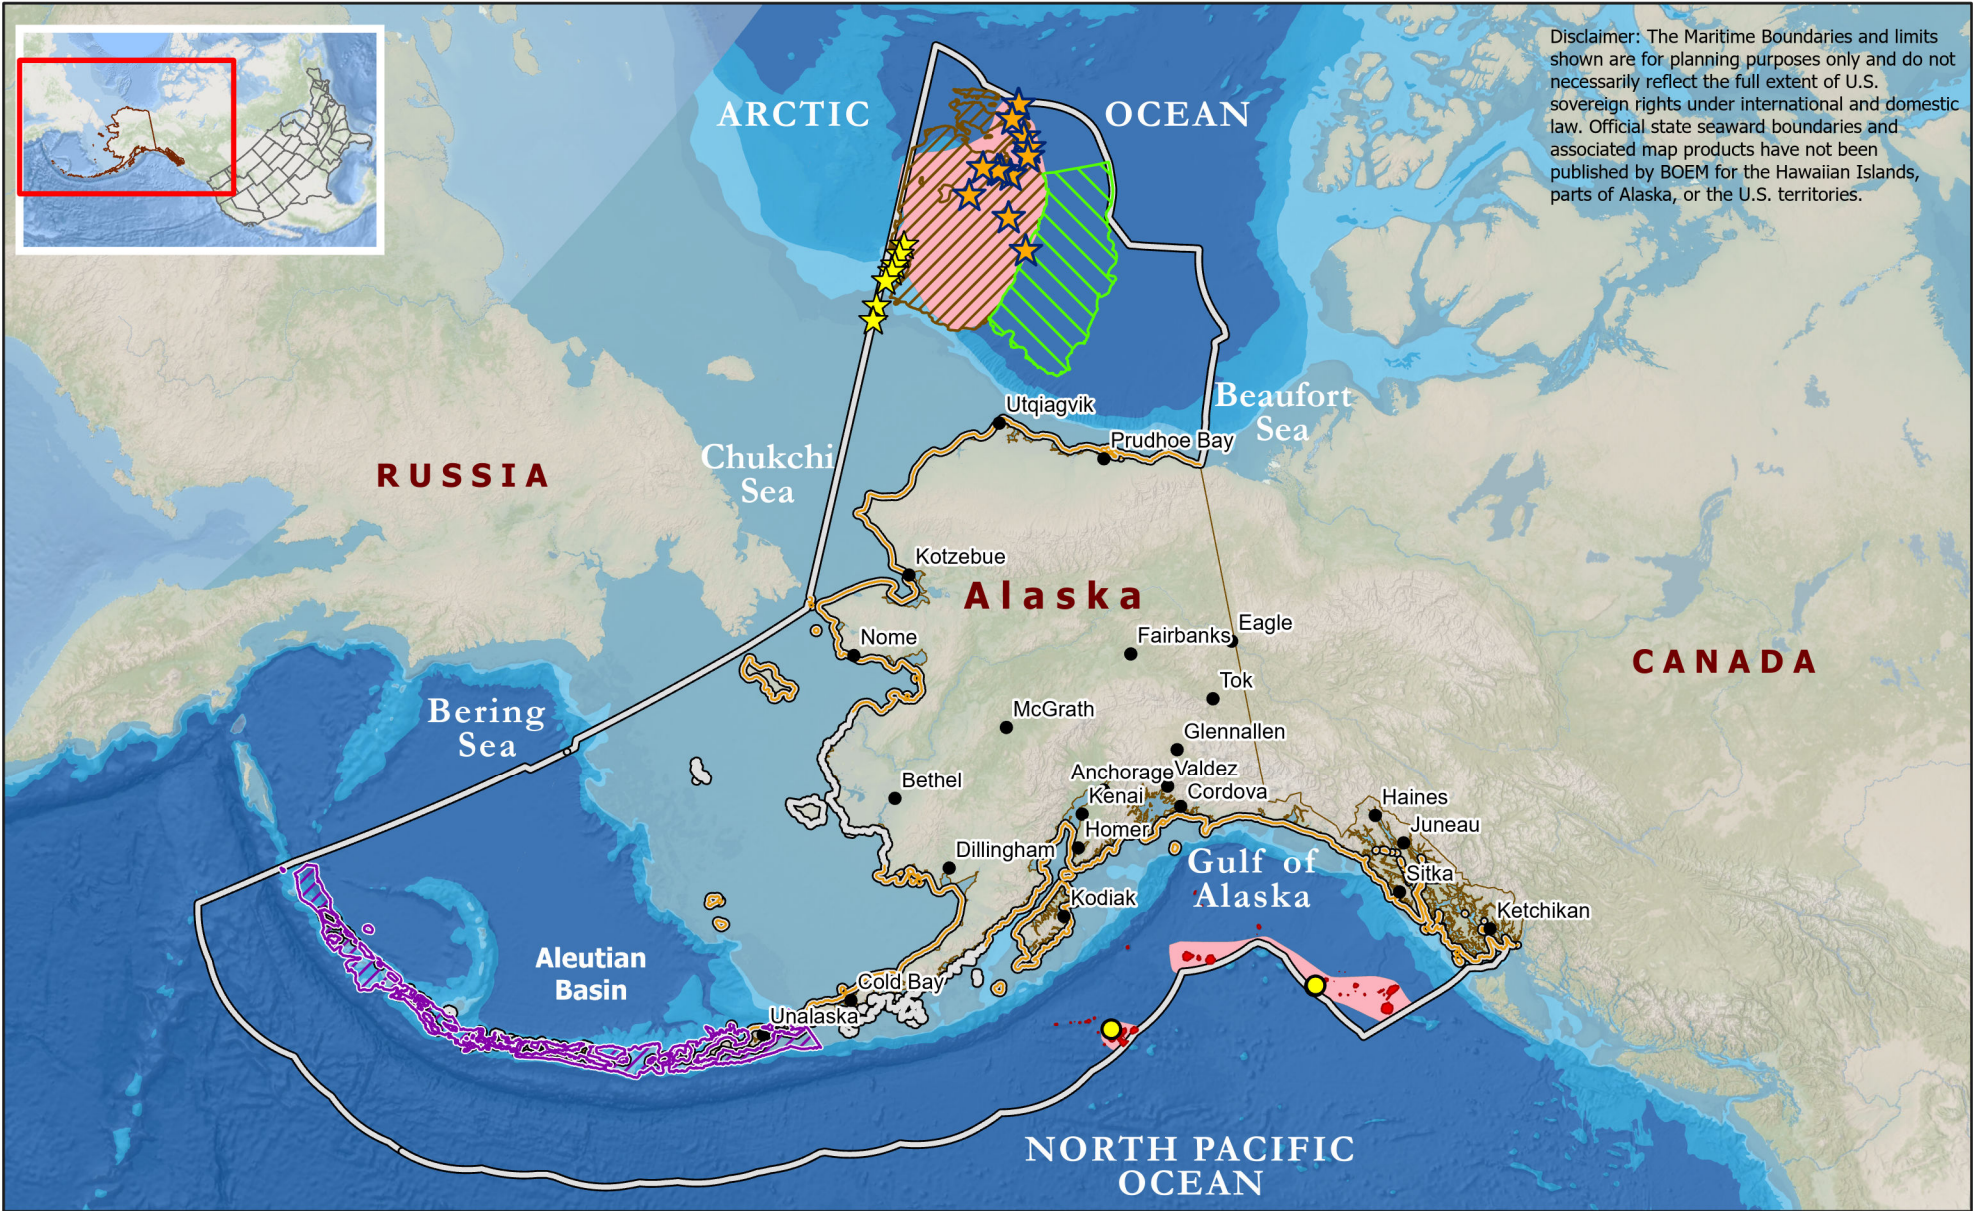 Disclaimer: The Maritime Boundaries and limits
shown are for planning purposes only and do not
necessarily reflect the full extent of U.S.
sovereign rights under international and domestic
law. Official state seaward boundaries and
associated map products have not been
published by BOEM for the Hawaiian Islands,
parts of Alaska, or the U.S. territories.
ARCTIC OCEAN
Beaufort
Sea
Utqiagvik
Prudhoe Bay
Chukchi
Sea
RUSSIA
Kotzebue
Alaska
Eagle
Fairbanks
Nome
CANADA
Tok
McGrath
Bering
Sea
Glennallen
Anchorage
Valdez
Bethel
Kenai
Cordova
Haines
Juneau
Homer
Dillingham
Gulf of
Alaska
Sitka
Kodiak
Ketchikan
Aleutian
Basin
Cold Bay
Unalaska
NORTH PACIFIC
OCEAN